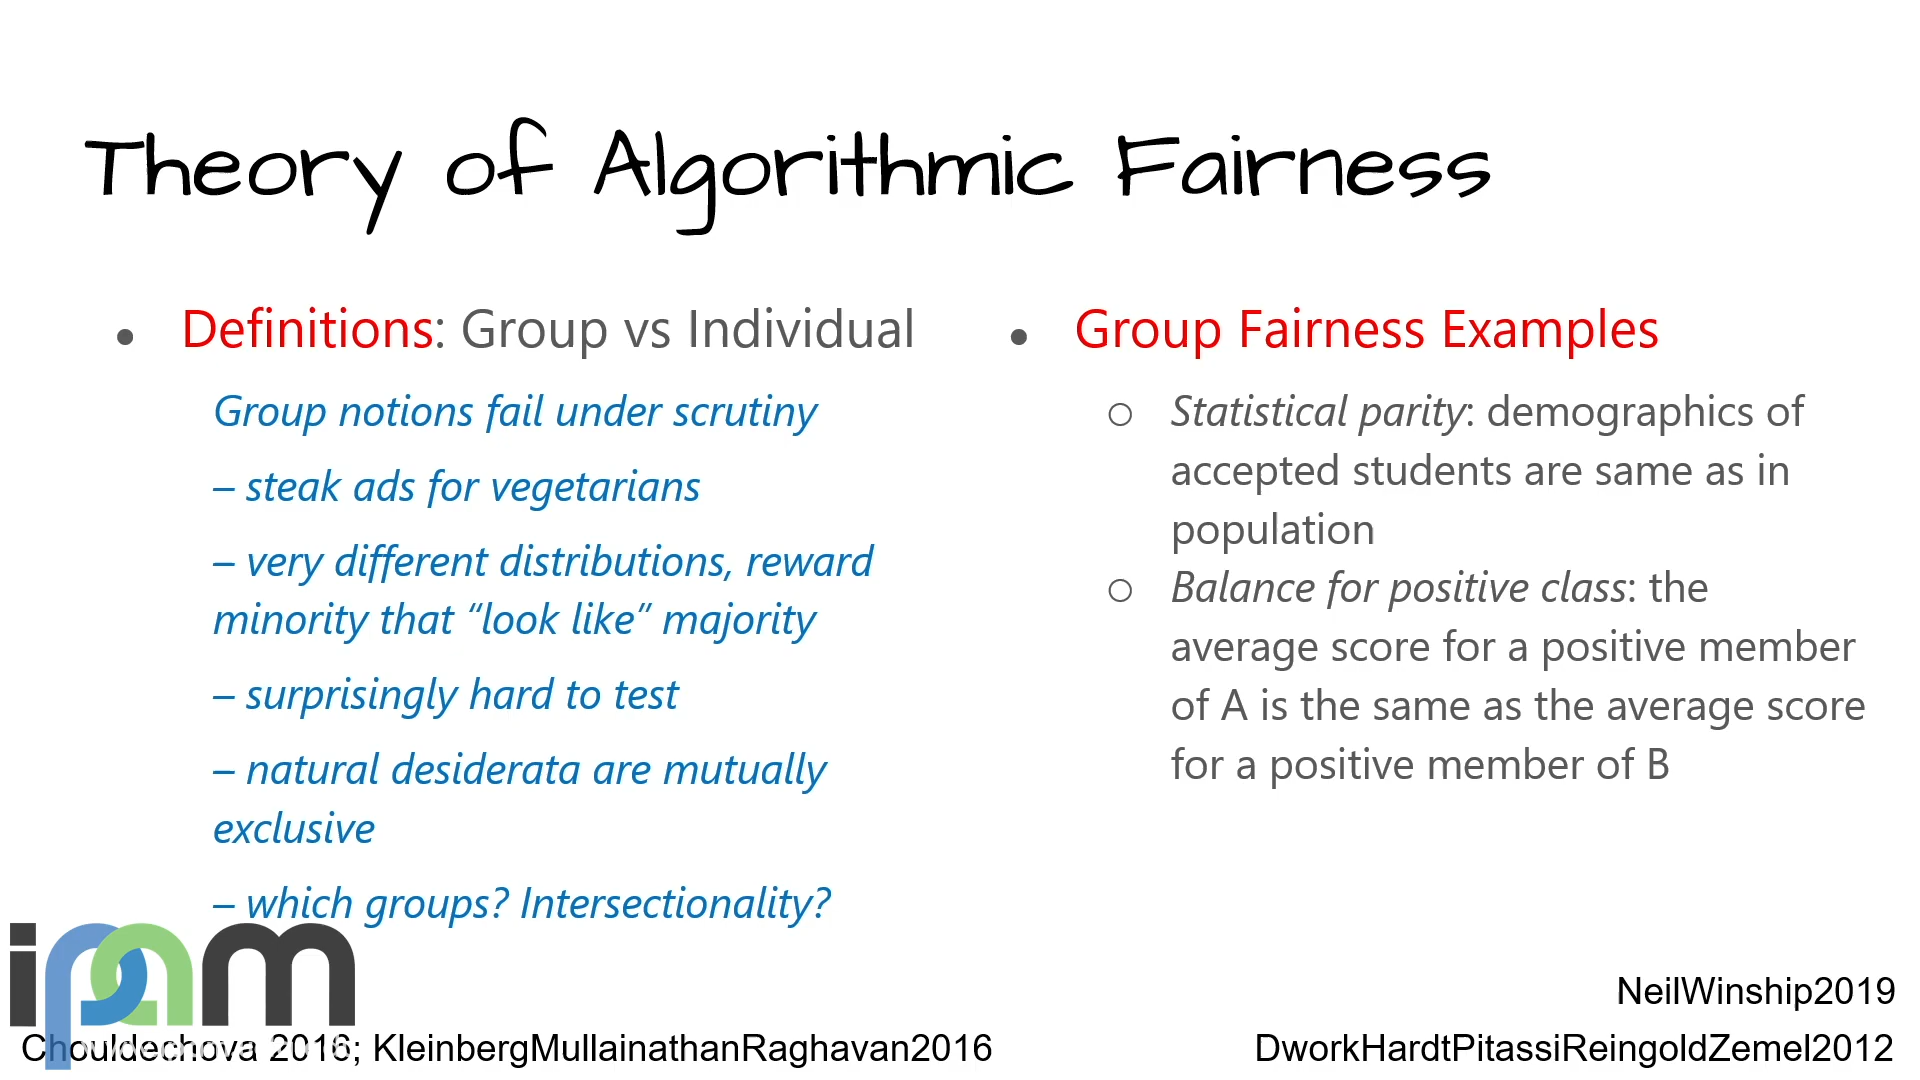 Theory of Algorithmic Fairness
● Definitions: Group vs Individual
Group notions fail under scrutiny
– steak ads for vegetarians
– very different distributions, reward
minority that “look like” majority
– surprisingly hard to test
– natural desiderata are mutually
exclusive
– which groups? Intersectionality?
● Group Fairness Examples
○ Statistical parity: demographics of
accepted students are same as in
population
○ Balance for positive class: the
average score for a positive member
of A is the same as the average score
for a positive member of B
ipam
NeilWinship2019
Chouldechova 2016; KleinbergMullainathanRaghavan2016
DworkHardtPitassiReingoldZemel2012